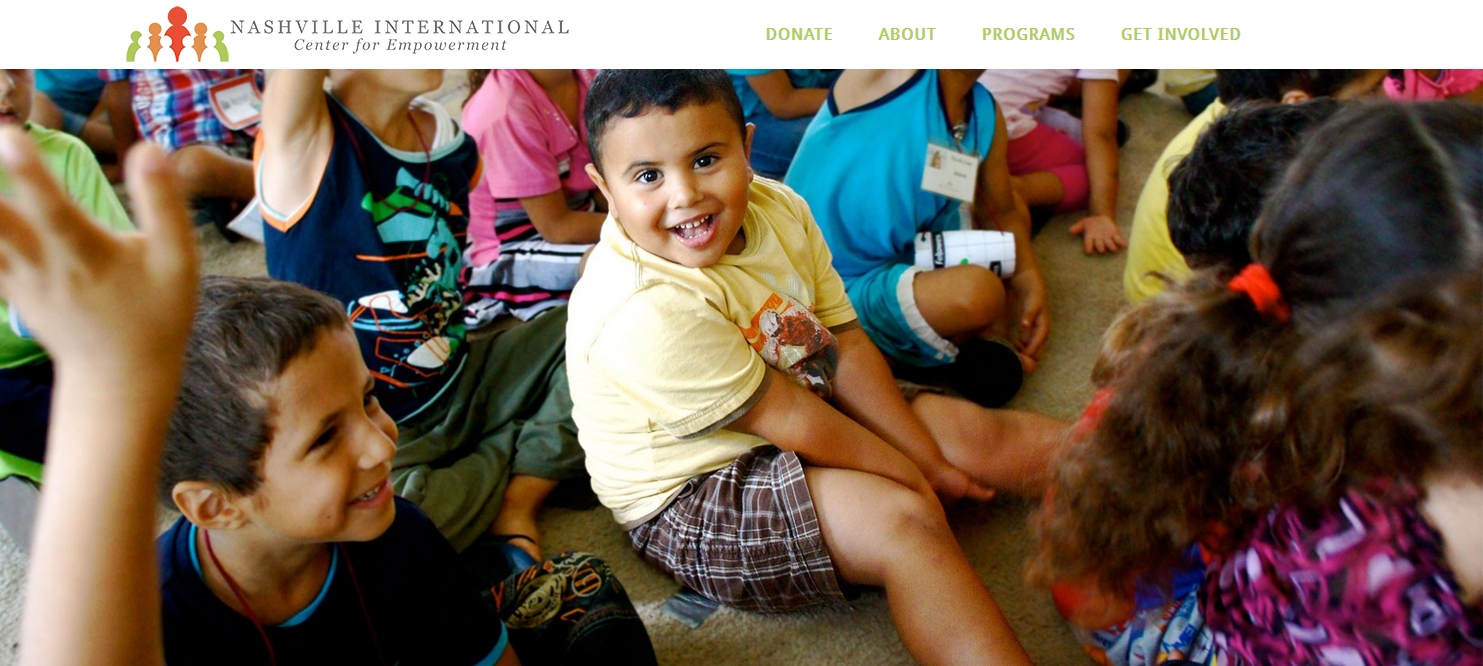 NASHVILLE INTERNATIONAL
Center for Empowerment
DONATE ABOUT PROGRAMS GET INVOLVED